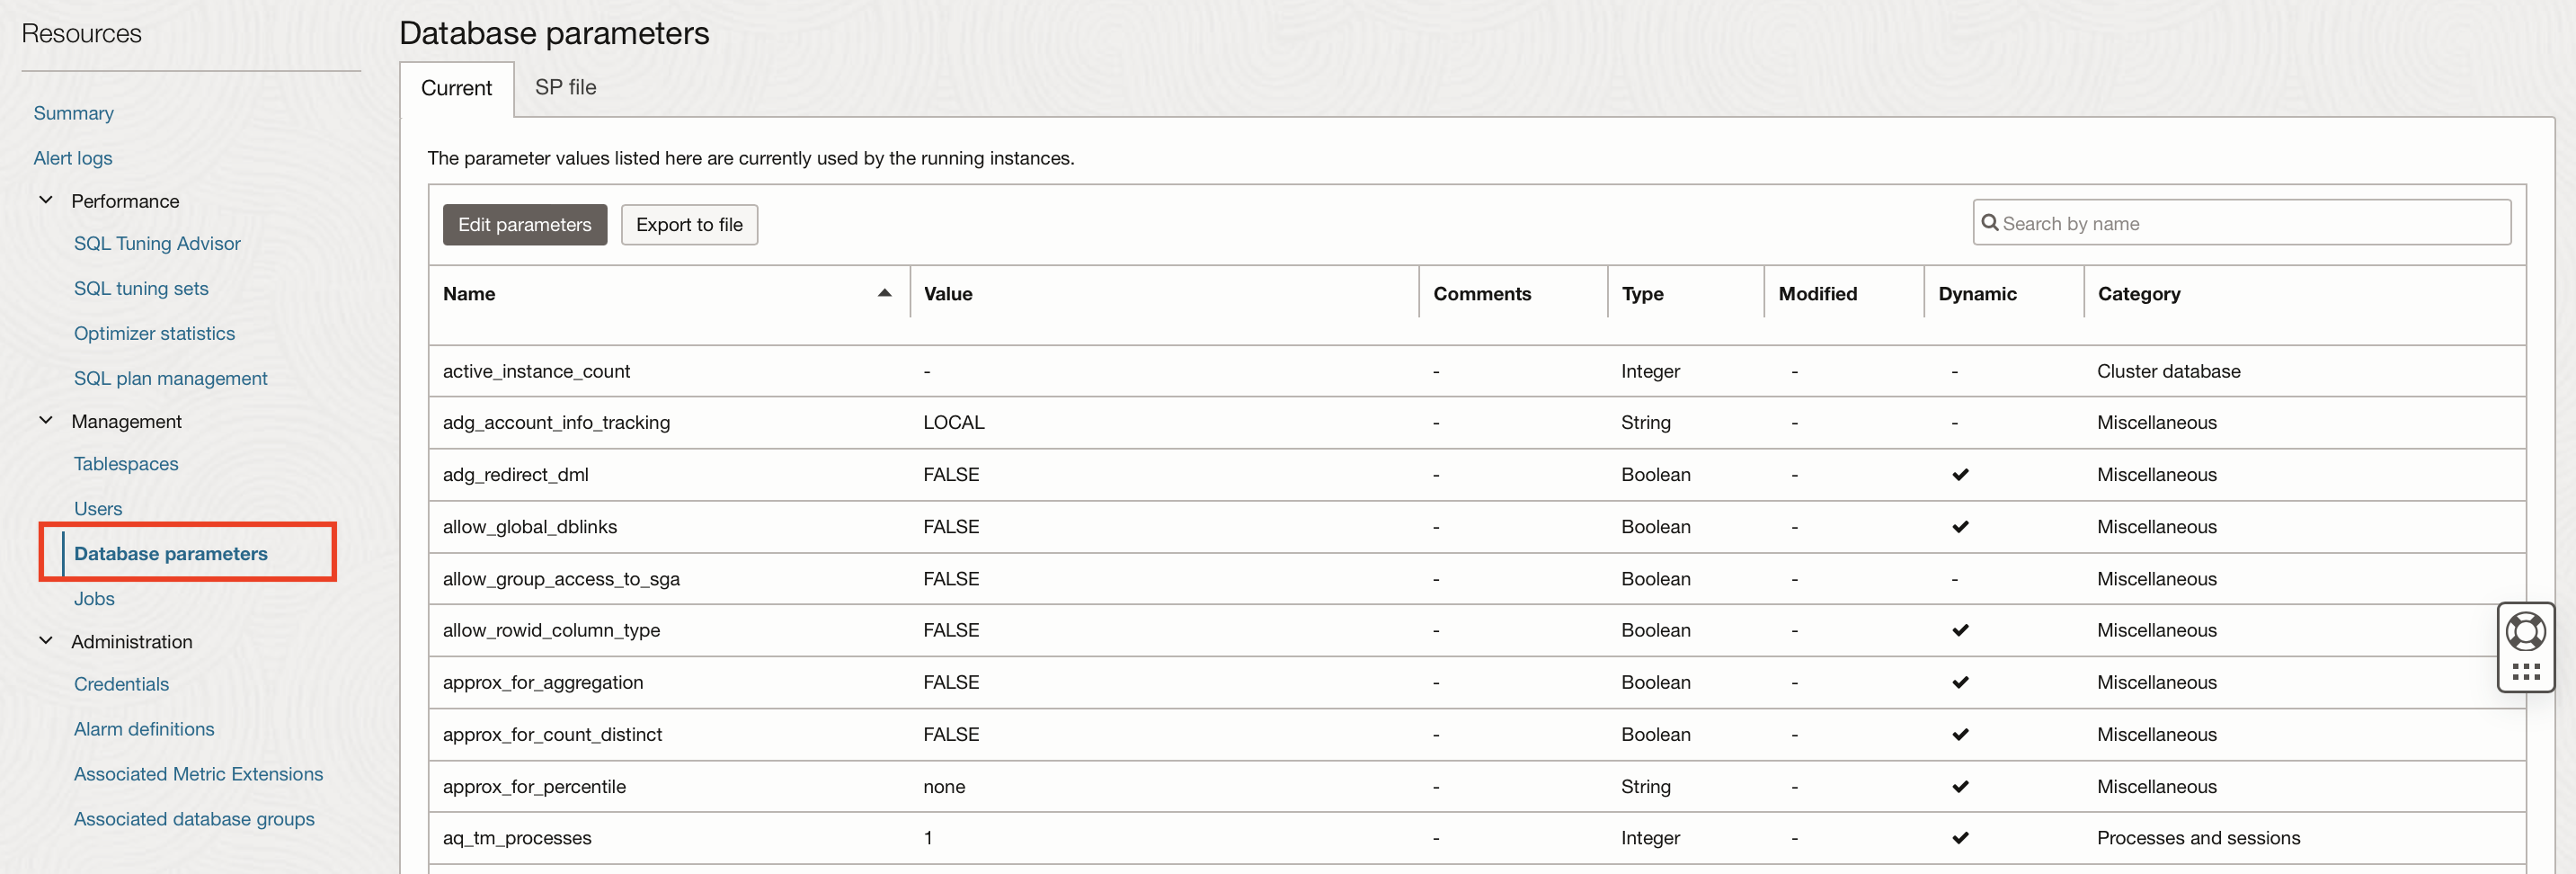 Resources
Summary
Alert logs
Performance
SQL Tuning Advisor
SQL tuning sets
Optimizer statistics
SQL plan management
Management
Tablespaces
Users
Database parameters
Jobs
Administration
Credentials
Alarm definitions
Associated Metric Extensions
Associated database groups
Database parameters
Current SP file
The parameter values listed here are currently used by the running instances.
Edit parameters Export to file Search by name
Name Value Comments Type Modified Dynamic Category
active_instance_count - - Integer - - Cluster database
adg_account_info_tracking LOCAL - String - - Miscellaneous
adg_redirect_dml FALSE - Boolean - ✔ Miscellaneous
allow_global_dblinks FALSE - Boolean - ✔ Miscellaneous
allow_group_access_to_sga FALSE - Boolean - - Miscellaneous
allow_rowid_column_type FALSE - Boolean - ✔ Miscellaneous
approx_for_aggregation FALSE - Boolean - ✔ Miscellaneous
approx_for_count_distinct FALSE - Boolean - ✔ Miscellaneous
approx_for_percentile none - String - ✔ Miscellaneous
aq_tm_processes 1 - Integer - ✔ Processes and sessions